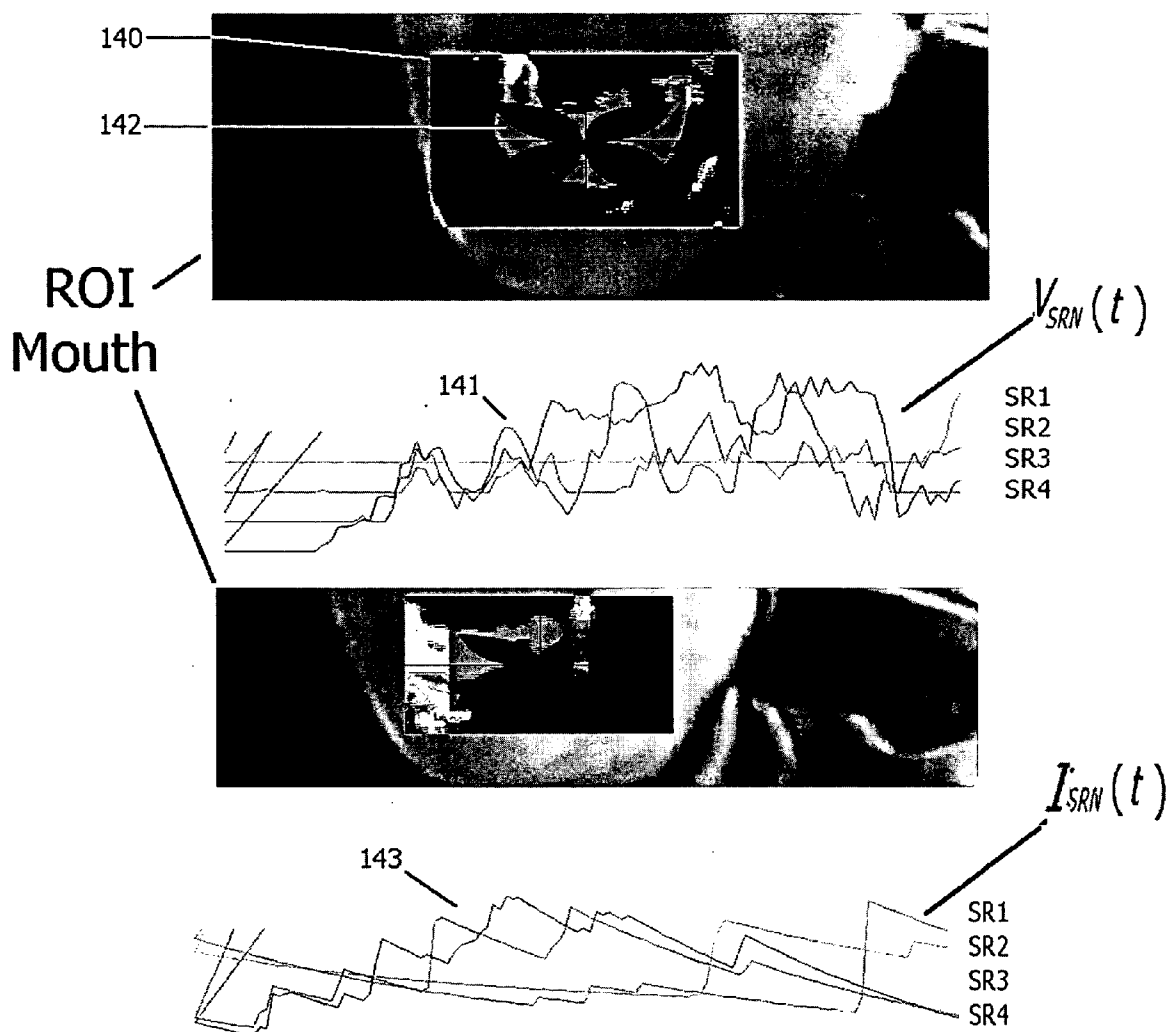 140
142
ROI
Mouth
V_SRN(t)
141
SR1
SR2
SR3
SR4
I_SRN(t)
143
SR1
SR2
SR3
SR4